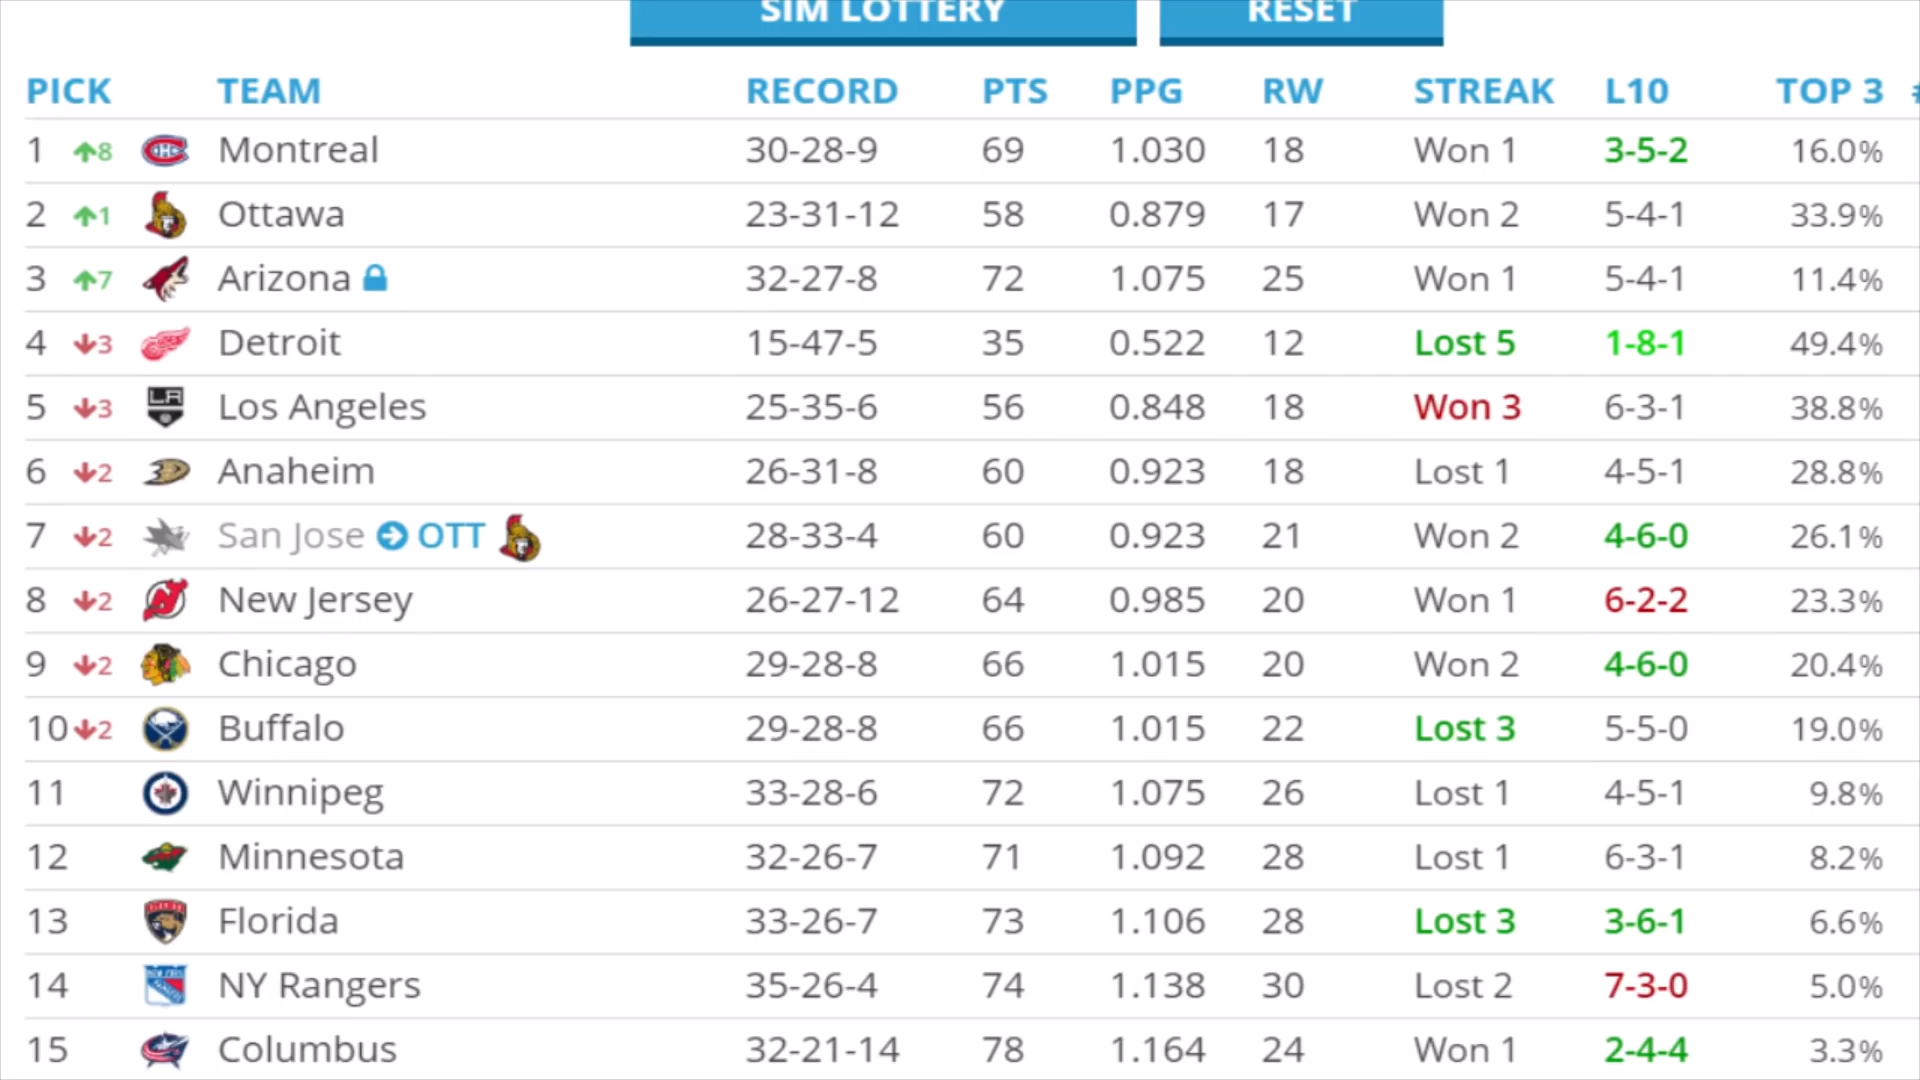 SIM LOTTERY RESET
PICK TEAM RECORD PTS PPG RW STREAK L10 TOP 3
1 8 Montreal 30-28-9 69 1.030 18 Won 1 3-5-2 16.0%
2 1 Ottawa 23-31-12 58 0.879 17 Won 2 5-4-1 33.9%
3 7 Arizona 32-27-8 72 1.075 25 Won 1 5-4-1 11.4%
4 3 Detroit 15-47-5 35 0.522 12 Lost 5 1-8-1 49.4%
5 3 Los Angeles 25-35-6 56 0.848 18 Won 3 6-3-1 38.8%
6 2 Anaheim 26-31-8 60 0.923 18 Lost 1 4-5-1 28.8%
7 2 San Jose OTT 28-33-4 60 0.923 21 Won 2 4-6-0 26.1%
8 2 New Jersey 26-27-12 64 0.985 20 Won 1 6-2-2 23.3%
9 2 Chicago 29-28-8 66 1.015 20 Won 2 4-6-0 20.4%
10 2 Buffalo 29-28-8 66 1.015 22 Lost 3 5-5-0 19.0%
11 Winnipeg 33-28-6 72 1.075 26 Lost 1 4-5-1 9.8%
12 Minnesota 32-26-7 71 1.092 28 Lost 1 6-3-1 8.2%
13 Florida 33-26-7 73 1.106 28 Lost 3 3-6-1 6.6%
14 NY Rangers 35-26-4 74 1.138 30 Lost 2 7-3-0 5.0%
15 Columbus 32-21-14 78 1.164 24 Won 1 2-4-4 3.3%